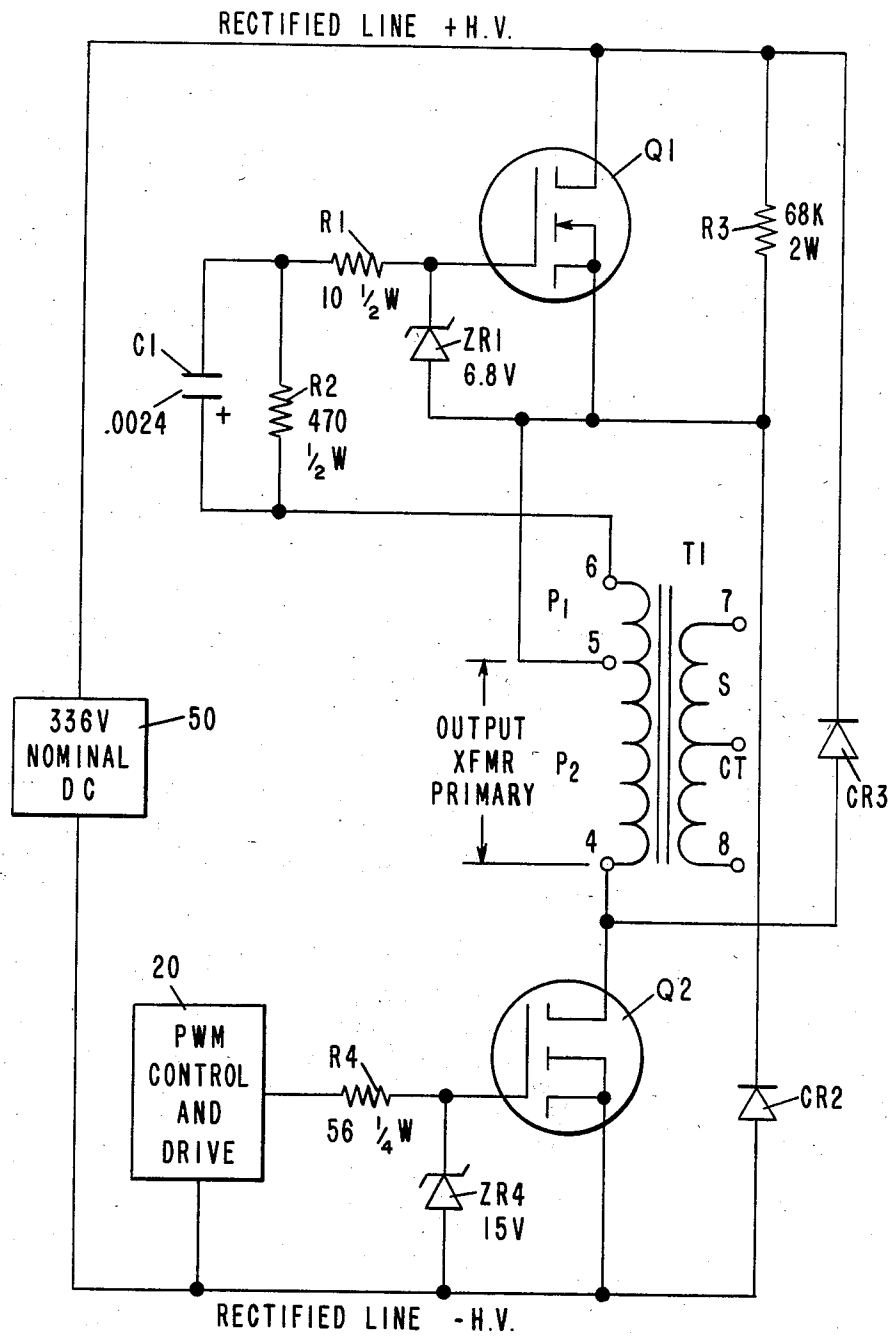 RECTIFIED LINE +H.V.
Q1
R1
10 ½W
R3
68K
2W
C1
.0024
+
R2
470
½W
ZR1
6.8V
T1
6
P1
7
5
S
336V
NOMINAL
DC
50
OUTPUT
XFMR
PRIMARY
P2
CT
CR3
4
8
20
PWM
CONTROL
AND
DRIVE
R4
56 ¼W
Q2
CR2
ZR4
15V
RECTIFIED LINE -H.V.